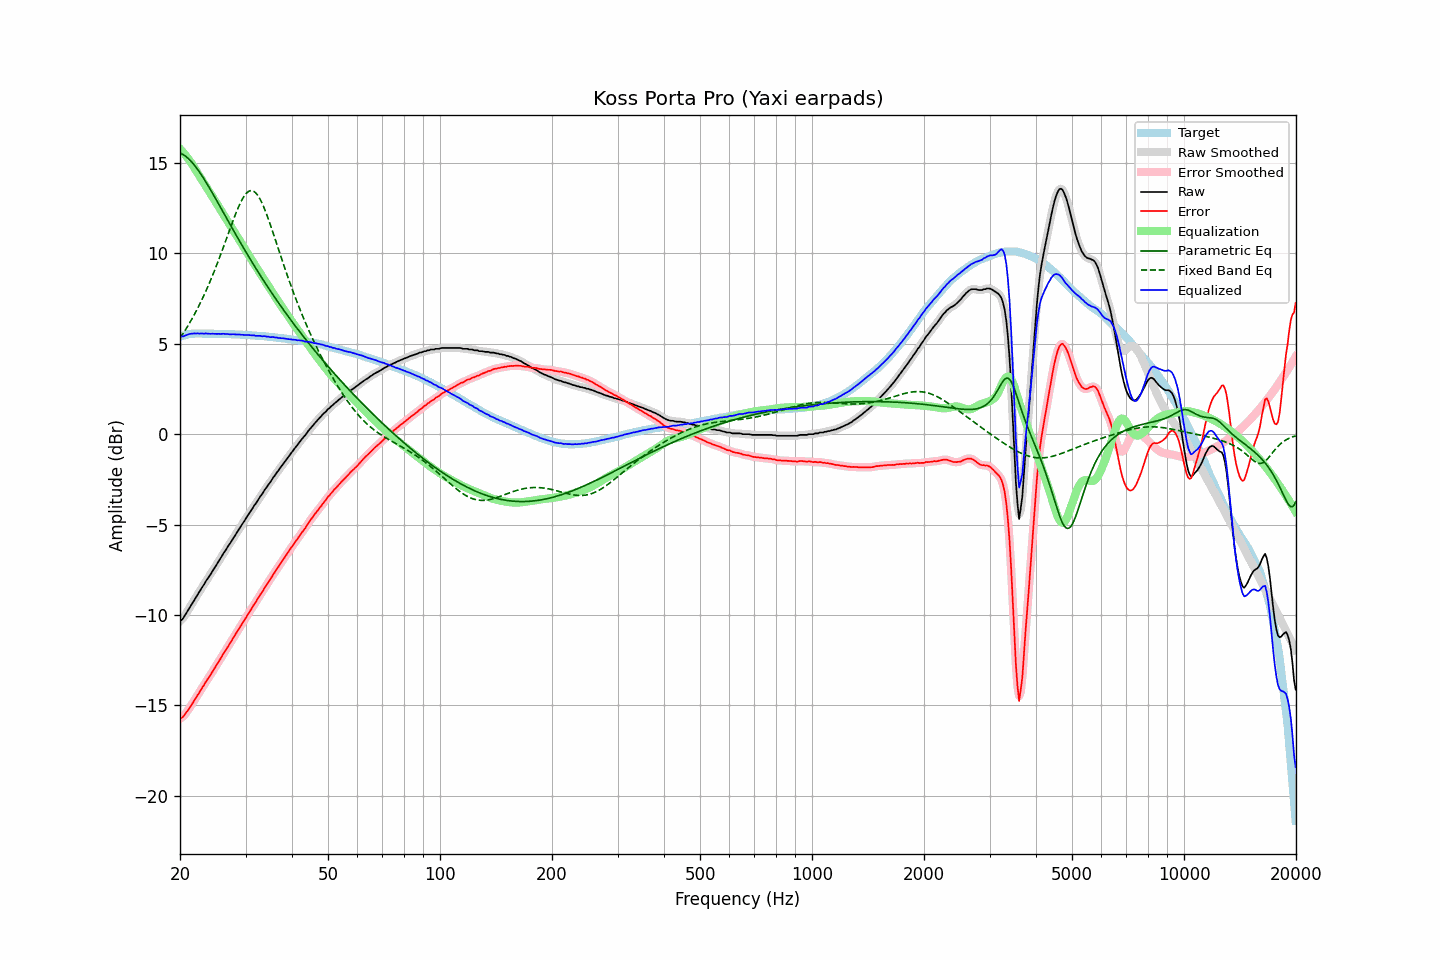 Koss Porta Pro (Yaxi earpads)
Target
Raw Smoothed
Error Smoothed
Raw
Error
Equalization
Parametric Eq
Fixed Band Eq
Equalized
Amplitude (dBr)
15
10
5
0
−5
−10
−15
−20
20 50 100 200 500 1000 2000 5000 10000 20000
Frequency (Hz)